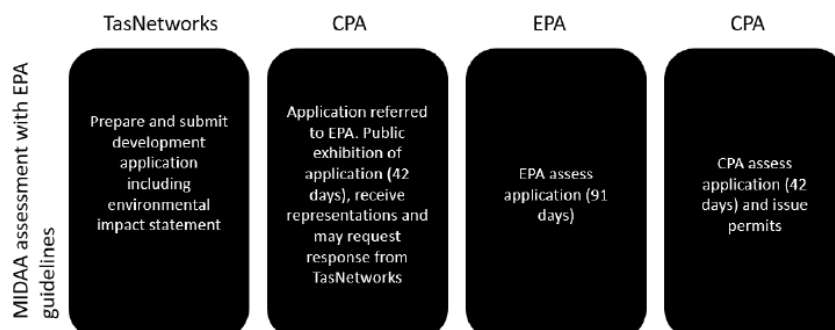 TasNetworks
CPA
EPA
CPA
MIDAA assessment with EPA
guidelines
Prepare and submit
development
application
including
environmental
impact statement
Application referred
to EPA. Public
exhibition of
application (42
days), receive
representations and
may request
response from
TasNetworks
EPA assess
application (91
days)
CPA assess
application (42
days) and issue
permits